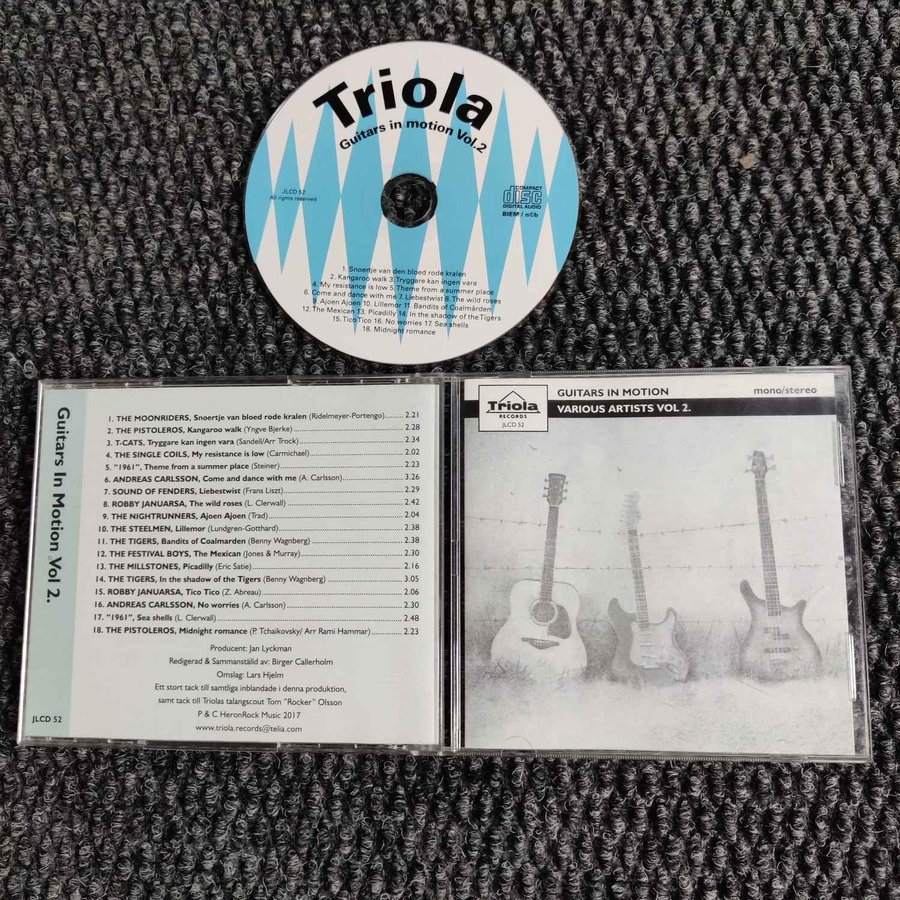 Triola
Guitars in motion Vol.2
JLCD 52
All rights reserved
COMPACT
disc
DIGITAL AUDIO
BIEM / n©b
1. Snoertje van den bloed rode kralen
2. Kangaroo walk 3. Tryggare kan ingen vara
4. My resistance is low 5. Theme from a summer place
6. Come and dance with me 7. Liebestwist 8. The wild roses
9. Ajoen Ajoen 10. Lillemor 11. Bandits of Coalmården
12. The Mexican 13. Picadilly 14. In the shadow of the Tigers
15. Tico Tico 16. No worries 17. Sea shells
18. Midnight romance
Guitars In Motion Vol 2.
JLCD 52
1. THE MOONRIDERS, Snoertje van bloed rode kralen (Ridelmeyer-Portengo) 2.21
2. THE PISTOLEROS, Kangaroo walk (Yngve Bjerke) 2.28
3. T-CATS, Tryggare kan ingen vara (Sandell/Arr Trock) 2.34
4. THE SINGLE COILS, My resistance is low (Carmichael) 2.02
5. "1961", Theme from a summer place (Steiner) 2.23
6. ANDREAS CARLSSON, Come and dance with me (A. Carlsson) 3.26
7. SOUND OF FENDERS, Liebestwist (Frans Liszt) 2.29
8. ROBBY JANUARSA, The wild roses (L. Clerwall) 2.42
9. THE NIGHTRUNNERS, Ajoen Ajoen (Trad) 2.04
10. THE STEELMEN, Lillemor (Lundgren-Gotthard) 2.38
11. THE TIGERS, Bandits of Coalmarden (Benny Wagnberg) 2.38
12. THE FESTIVAL BOYS, The Mexican (Jones & Murray) 2.30
13. THE MILLSTONES, Picadilly (Eric Satie) 2.16
14. THE TIGERS, In the shadow of the Tigers (Benny Wagnberg) 3.05
15. ROBBY JANUARSA, Tico Tico (Z. Abreau) 2.06
16. ANDREAS CARLSSON, No worries (A. Carlsson) 2.30
17. "1961", Sea shells (L. Clerwall) 2.48
18. THE PISTOLEROS, Midnight romance (P. Tchaikovsky/ Arr Rami Hammar) 2.23
Producent: Jan Lyckman
Redigerad & Sammanställd av: Birger Callerholm
Omslag: Lars Hjelm
Ett stort tack till samtliga inblandade i denna produktion,
samt tack till Triolas talangscout Tom "Rocker" Olsson
P & C HeronRock Music 2017
www.triola.records@telia.com
Triola
RECORDS
JLCD 52
GUITARS IN MOTION
mono/stereo
VARIOUS ARTISTS VOL 2.